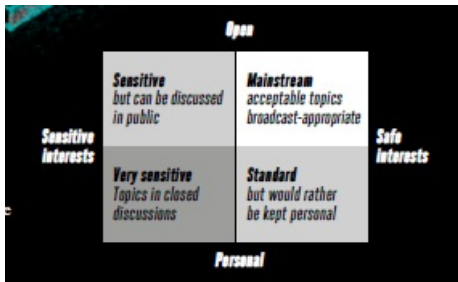 Open
Sensitive
but can be discussed
in public
Mainstream
acceptable topics
broadcast-appropriate
Sensitive
interests
Safe
interests
Very sensitive
Topics in closed
discussions
Standard
but would rather
be kept personal
Personal